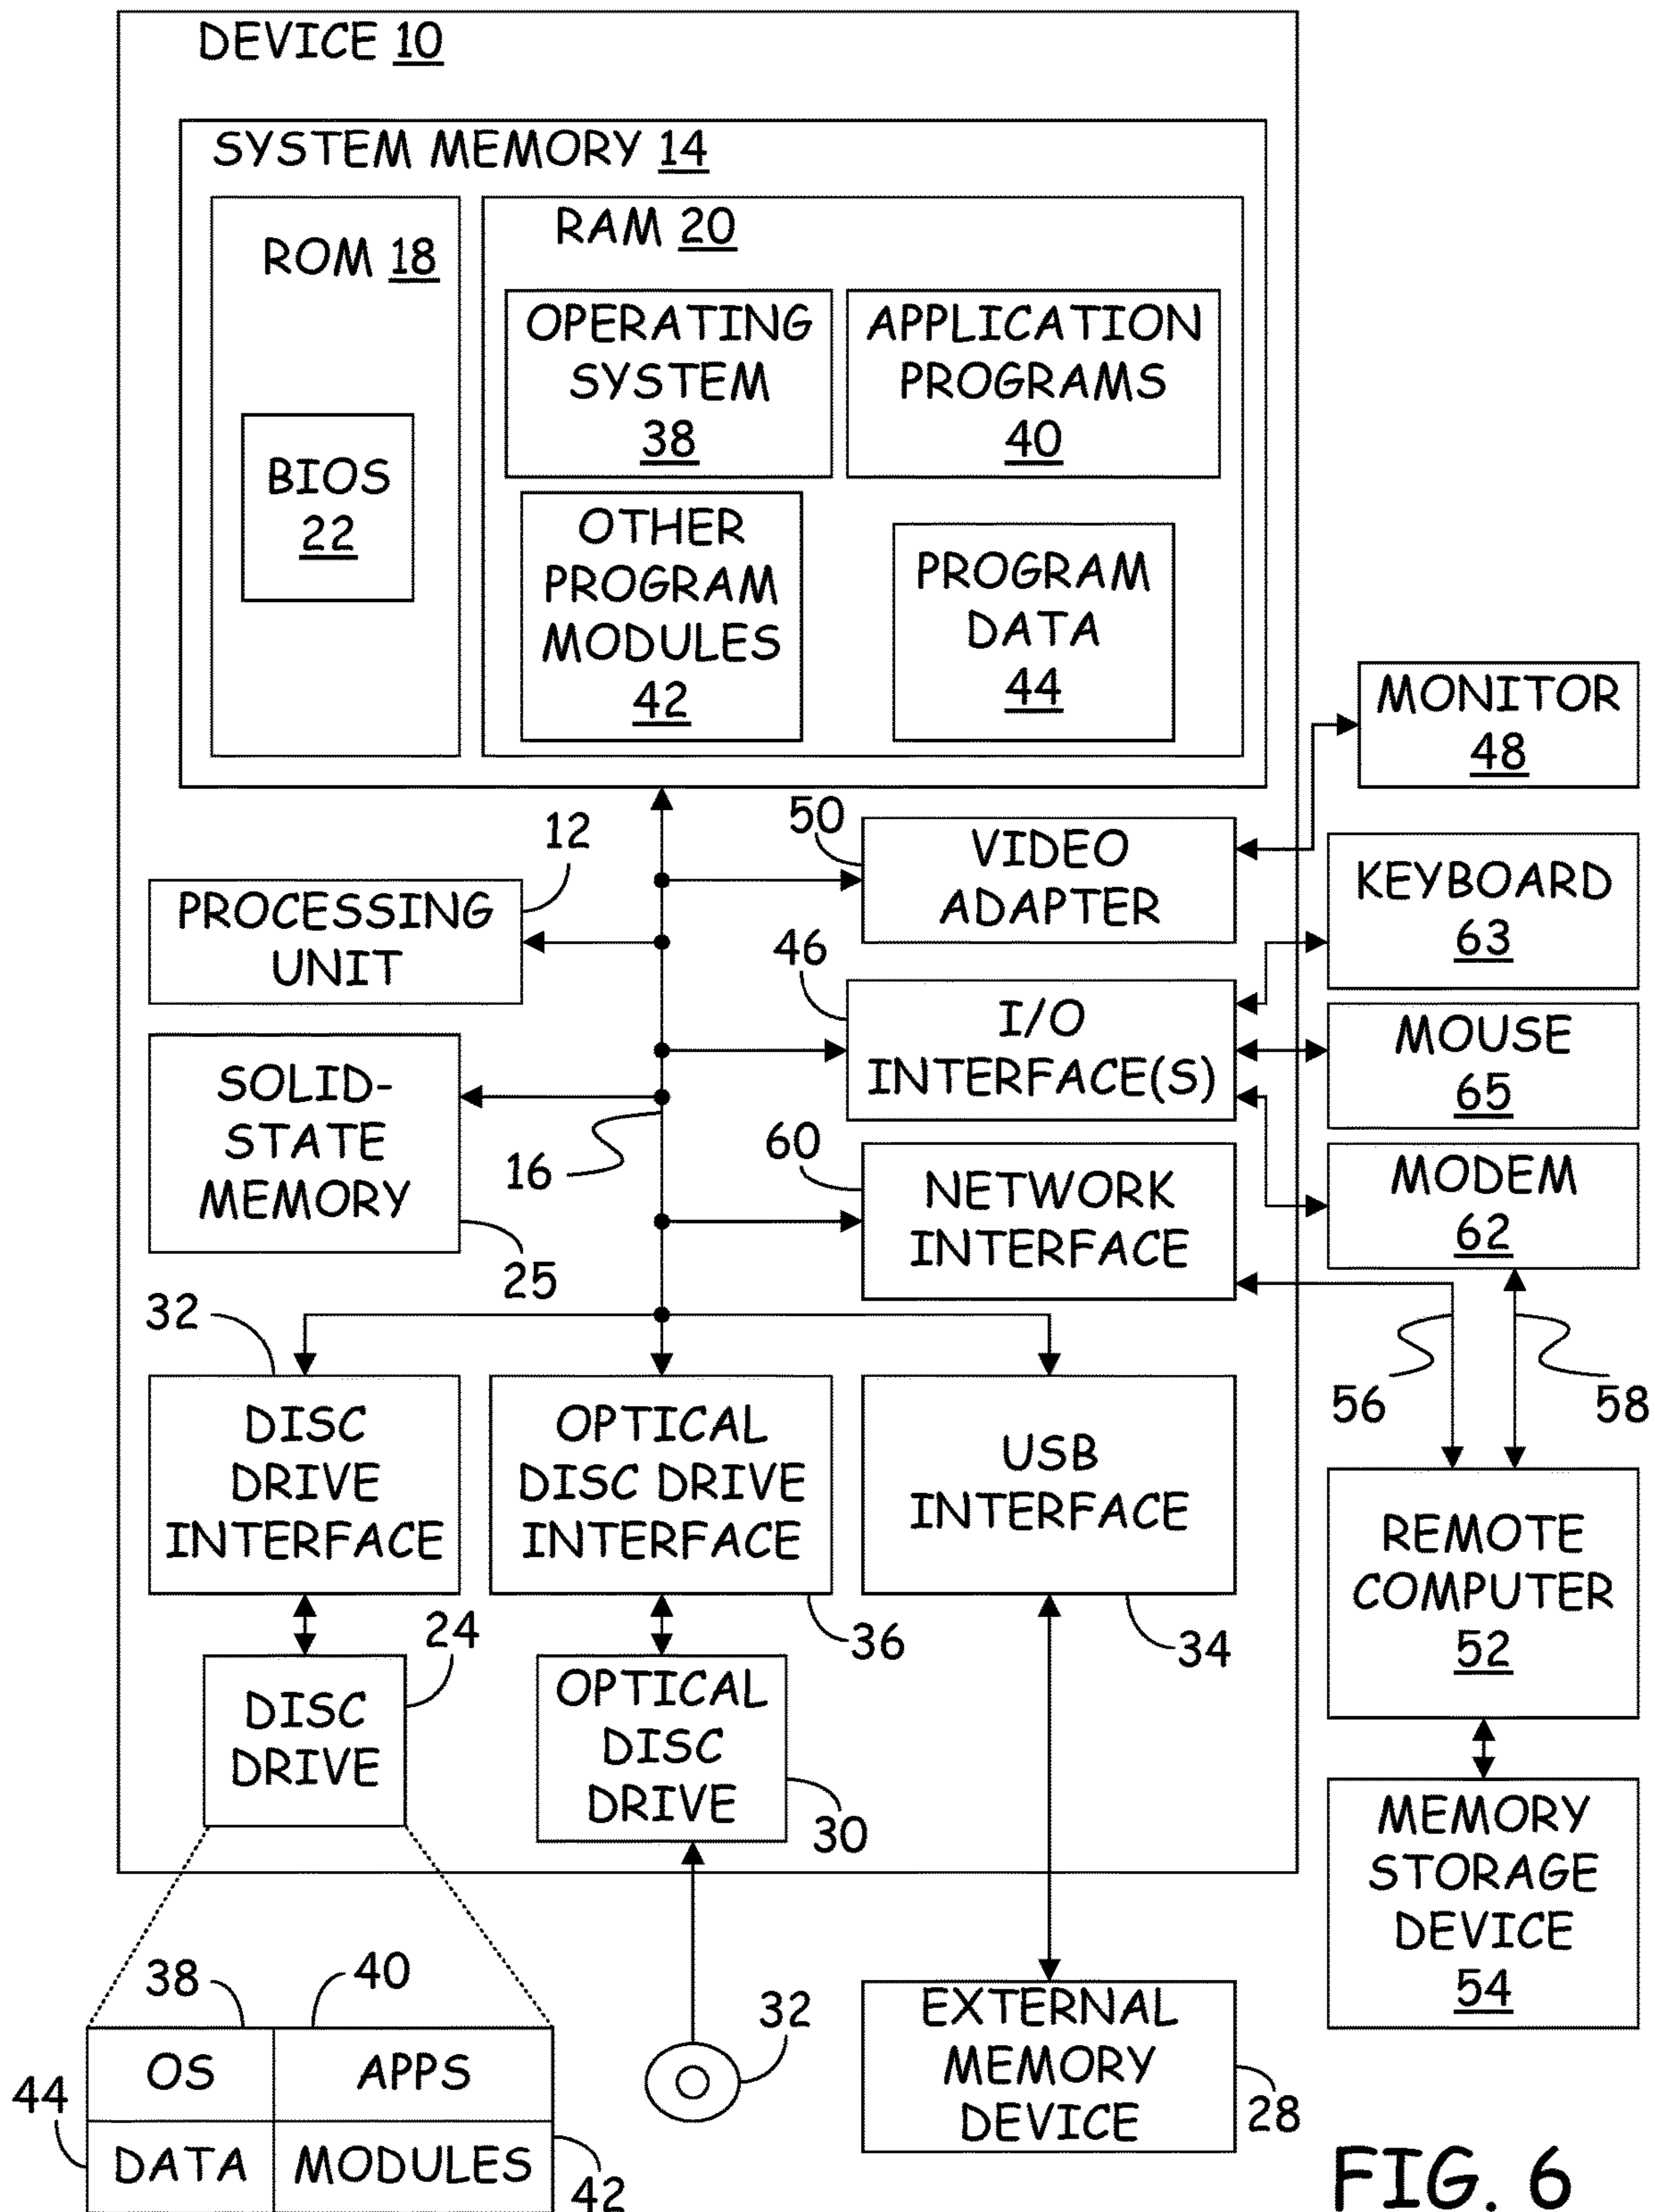 DEVICE 10
SYSTEM MEMORY 14
ROM 18
BIOS
22
RAM 20
OPERATING
SYSTEM
38
APPLICATION
PROGRAMS
40
OTHER
PROGRAM
MODULES
42
PROGRAM
DATA
44
MONITOR
48
12
PROCESSING
UNIT
50
VIDEO
ADAPTER
KEYBOARD
63
46
I/O
INTERFACE(S)
MOUSE
65
SOLID-
STATE
MEMORY
25
16
60
NETWORK
INTERFACE
MODEM
62
56
58
32
DISC
DRIVE
INTERFACE
OPTICAL
DISC DRIVE
INTERFACE
36
USB
INTERFACE
34
REMOTE
COMPUTER
52
24
DISC
DRIVE
OPTICAL
DISC
DRIVE
30
MEMORY
STORAGE
DEVICE
54
38
40
OS
APPS
44
DATA
MODULES
42
32
EXTERNAL
MEMORY
DEVICE
28
FIG. 6